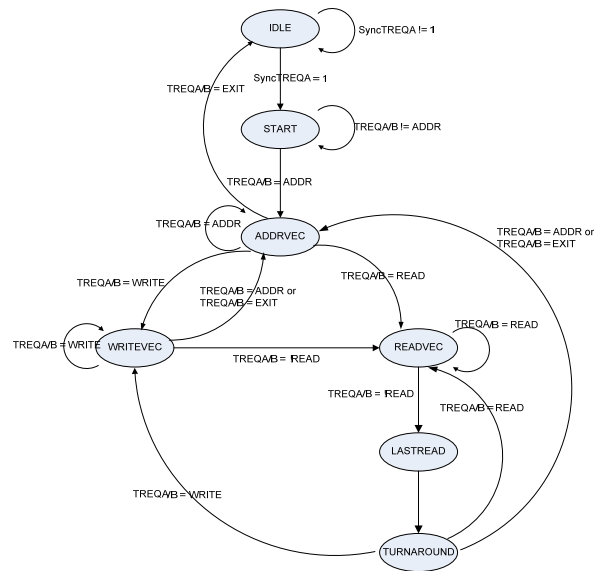 IDLE
SyncTREQA != 1
SyncTREQA = 1
TREQA/B = EXIT
START
TREQA/B != ADDR
TREQA/B = ADDR
TREQA/B = ADDR
ADDRVEC
TREQA/B = ADDR or
TREQA/B = EXIT
TREQA/B = WRITE
TREQA/B = ADDR or
TREQA/B = EXIT
TREQA/B = READ
TREQA/B = READ
TREQA/B = WRITE
WRITEVEC
READVEC
TREQA/B = !READ
TREQA/B = !READ
TREQA/B = READ
LASTREAD
TREQA/B = WRITE
TURNAROUND